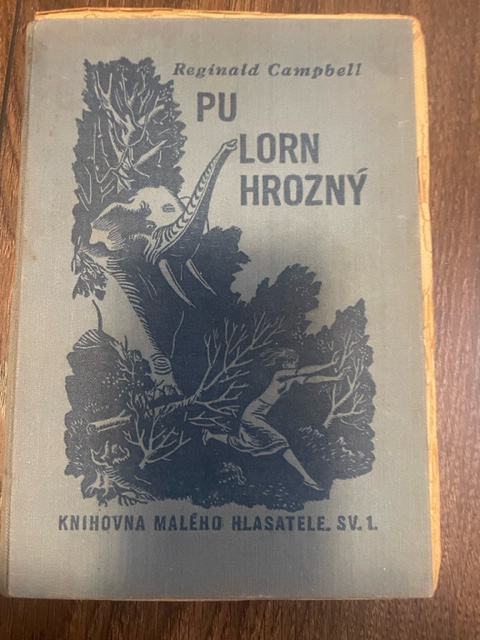 Reginald Campbell
PU
LORN
HROZNÝ
KNIHOVNA MALÉHO HLASATELE. SV. 1.